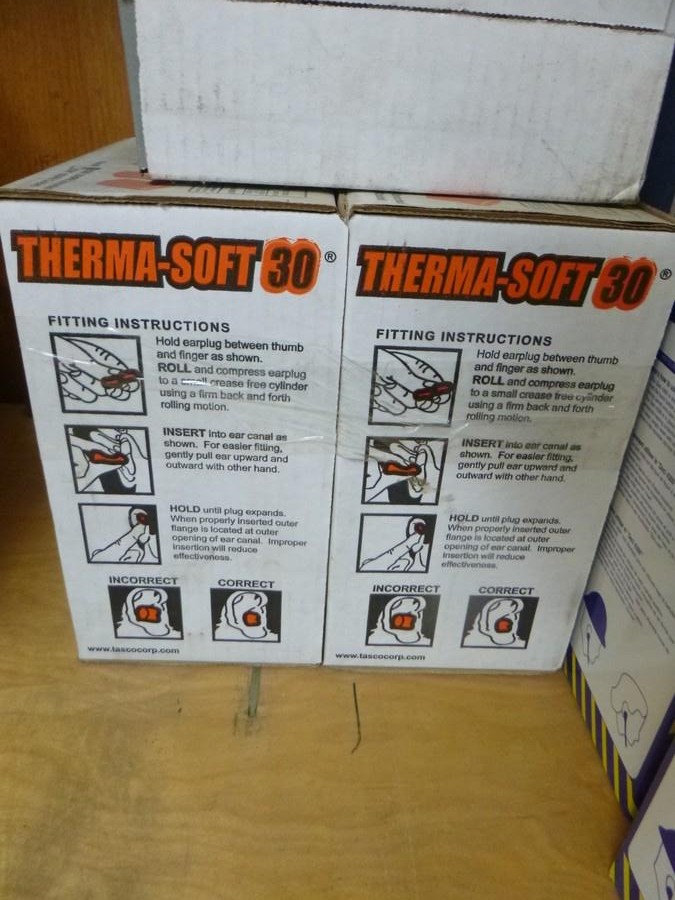 THERMA-SOFT 30®
FITTING INSTRUCTIONS
Hold earplug between thumb
and finger as shown.
ROLL and compress earplug
to a small crease free cylinder
using a firm back and forth
rolling motion.
INSERT into ear canal as
shown. For easier fitting,
gently pull ear upward and
outward with other hand.
HOLD until plug expands.
When properly inserted outer
flange is located at outer
opening of ear canal. Improper
insertion will reduce
effectiveness.
INCORRECT CORRECT
www.tascocorp.com
THERMA-SOFT 30®
FITTING INSTRUCTIONS
Hold earplug between thumb
and finger as shown.
ROLL and compress earplug
to a small crease free cylinder
using a firm back and forth
rolling motion.
INSERT into ear canal as
shown. For easier fitting,
gently pull ear upward and
outward with other hand.
HOLD until plug expands.
When properly inserted outer
flange is located at outer
opening of ear canal. Improper
insertion will reduce
effectiveness.
INCORRECT CORRECT
www.tascocorp.com